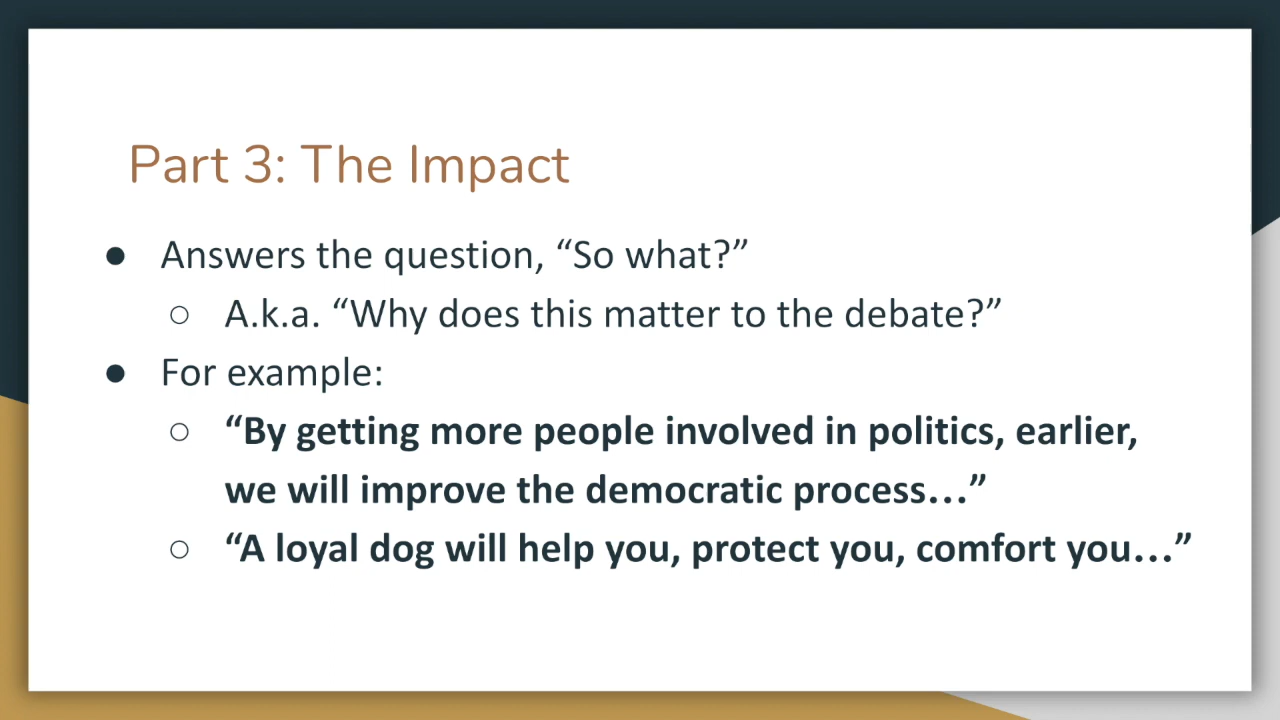 Part 3: The Impact
● Answers the question, “So what?”
○ A.k.a. “Why does this matter to the debate?”
● For example:
○ “By getting more people involved in politics, earlier,
we will improve the democratic process…”
○ “A loyal dog will help you, protect you, comfort you…”